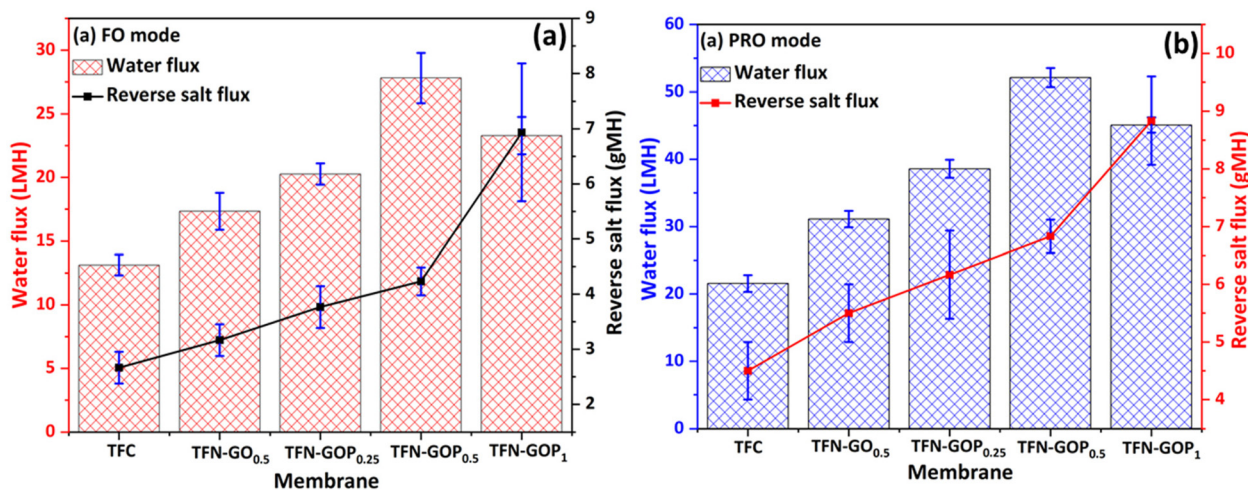 (a) FO mode
(a)
Water flux
Reverse salt flux
Water flux (LMH)
30
25
20
15
10
5
0
9
8
7
6
5
4
3
2
Reverse salt flux (gMH)
TFC
TFN-GO0.5
TFN-GOP0.25
TFN-GOP0.5
TFN-GOP1
Membrane
(a) PRO mode
(b)
Water flux
Reverse salt flux
Water flux (LMH)
60
50
40
30
20
10
0
10
9
8
7
6
5
4
Reverse salt flux (gMH)
TFC
TFN-GO0.5
TFN-GOP0.25
TFN-GOP0.5
TFN-GOP1
Membrane